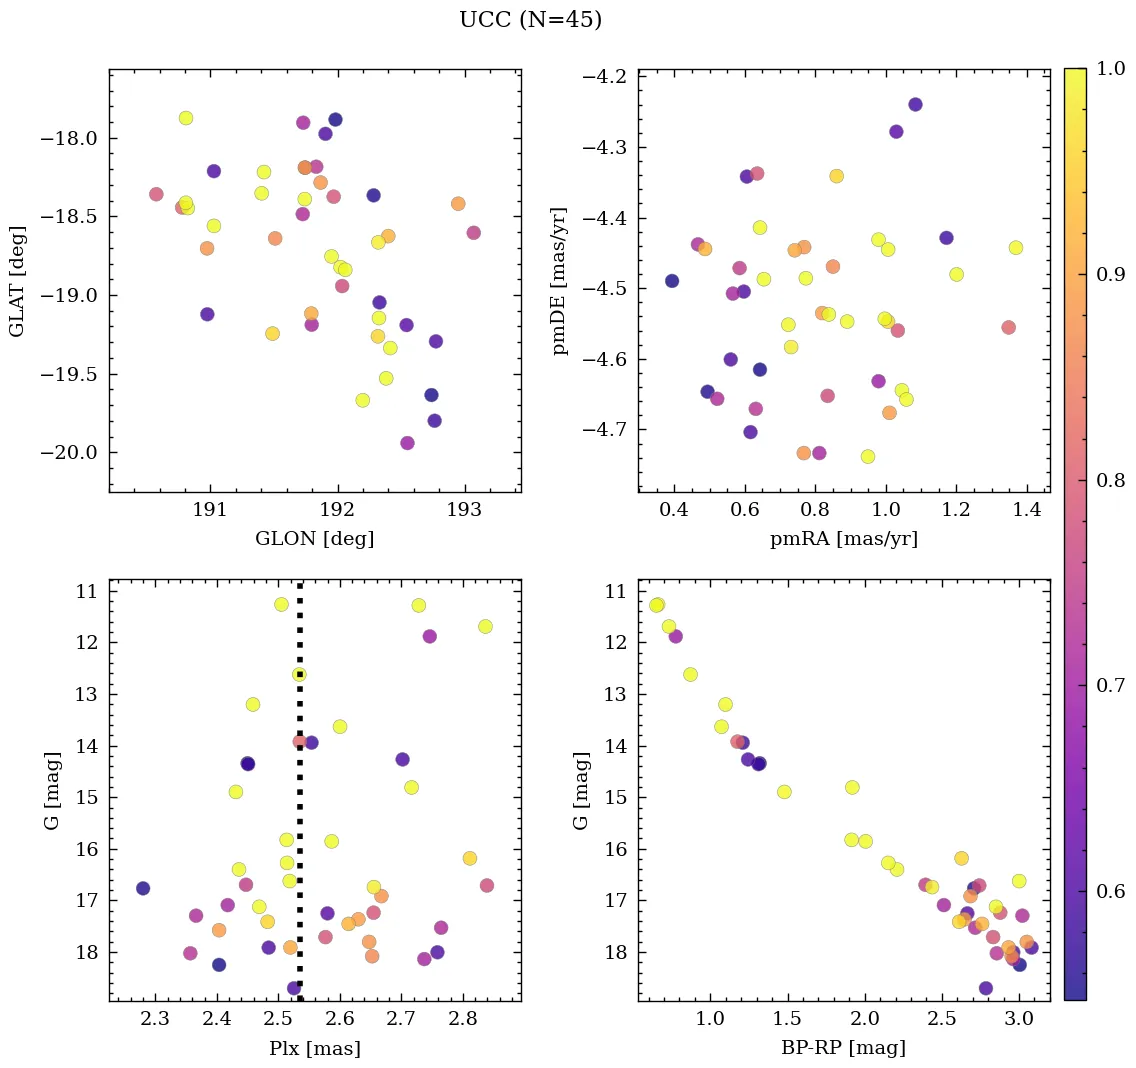 UCC (N=45)
−18.0
−18.5
−19.0
−19.5
−20.0
GLAT [deg]
191 192 193
GLON [deg]
−4.2
−4.3
−4.4
−4.5
−4.6
−4.7
pmDE [mas/yr]
0.4 0.6 0.8 1.0 1.2 1.4
pmRA [mas/yr]
1.0
0.9
0.8
0.7
0.6
11
12
13
14
15
16
17
18
G [mag]
2.3 2.4 2.5 2.6 2.7 2.8
Plx [mas]
11
12
13
14
15
16
17
18
G [mag]
1.0 1.5 2.0 2.5 3.0
BP-RP [mag]